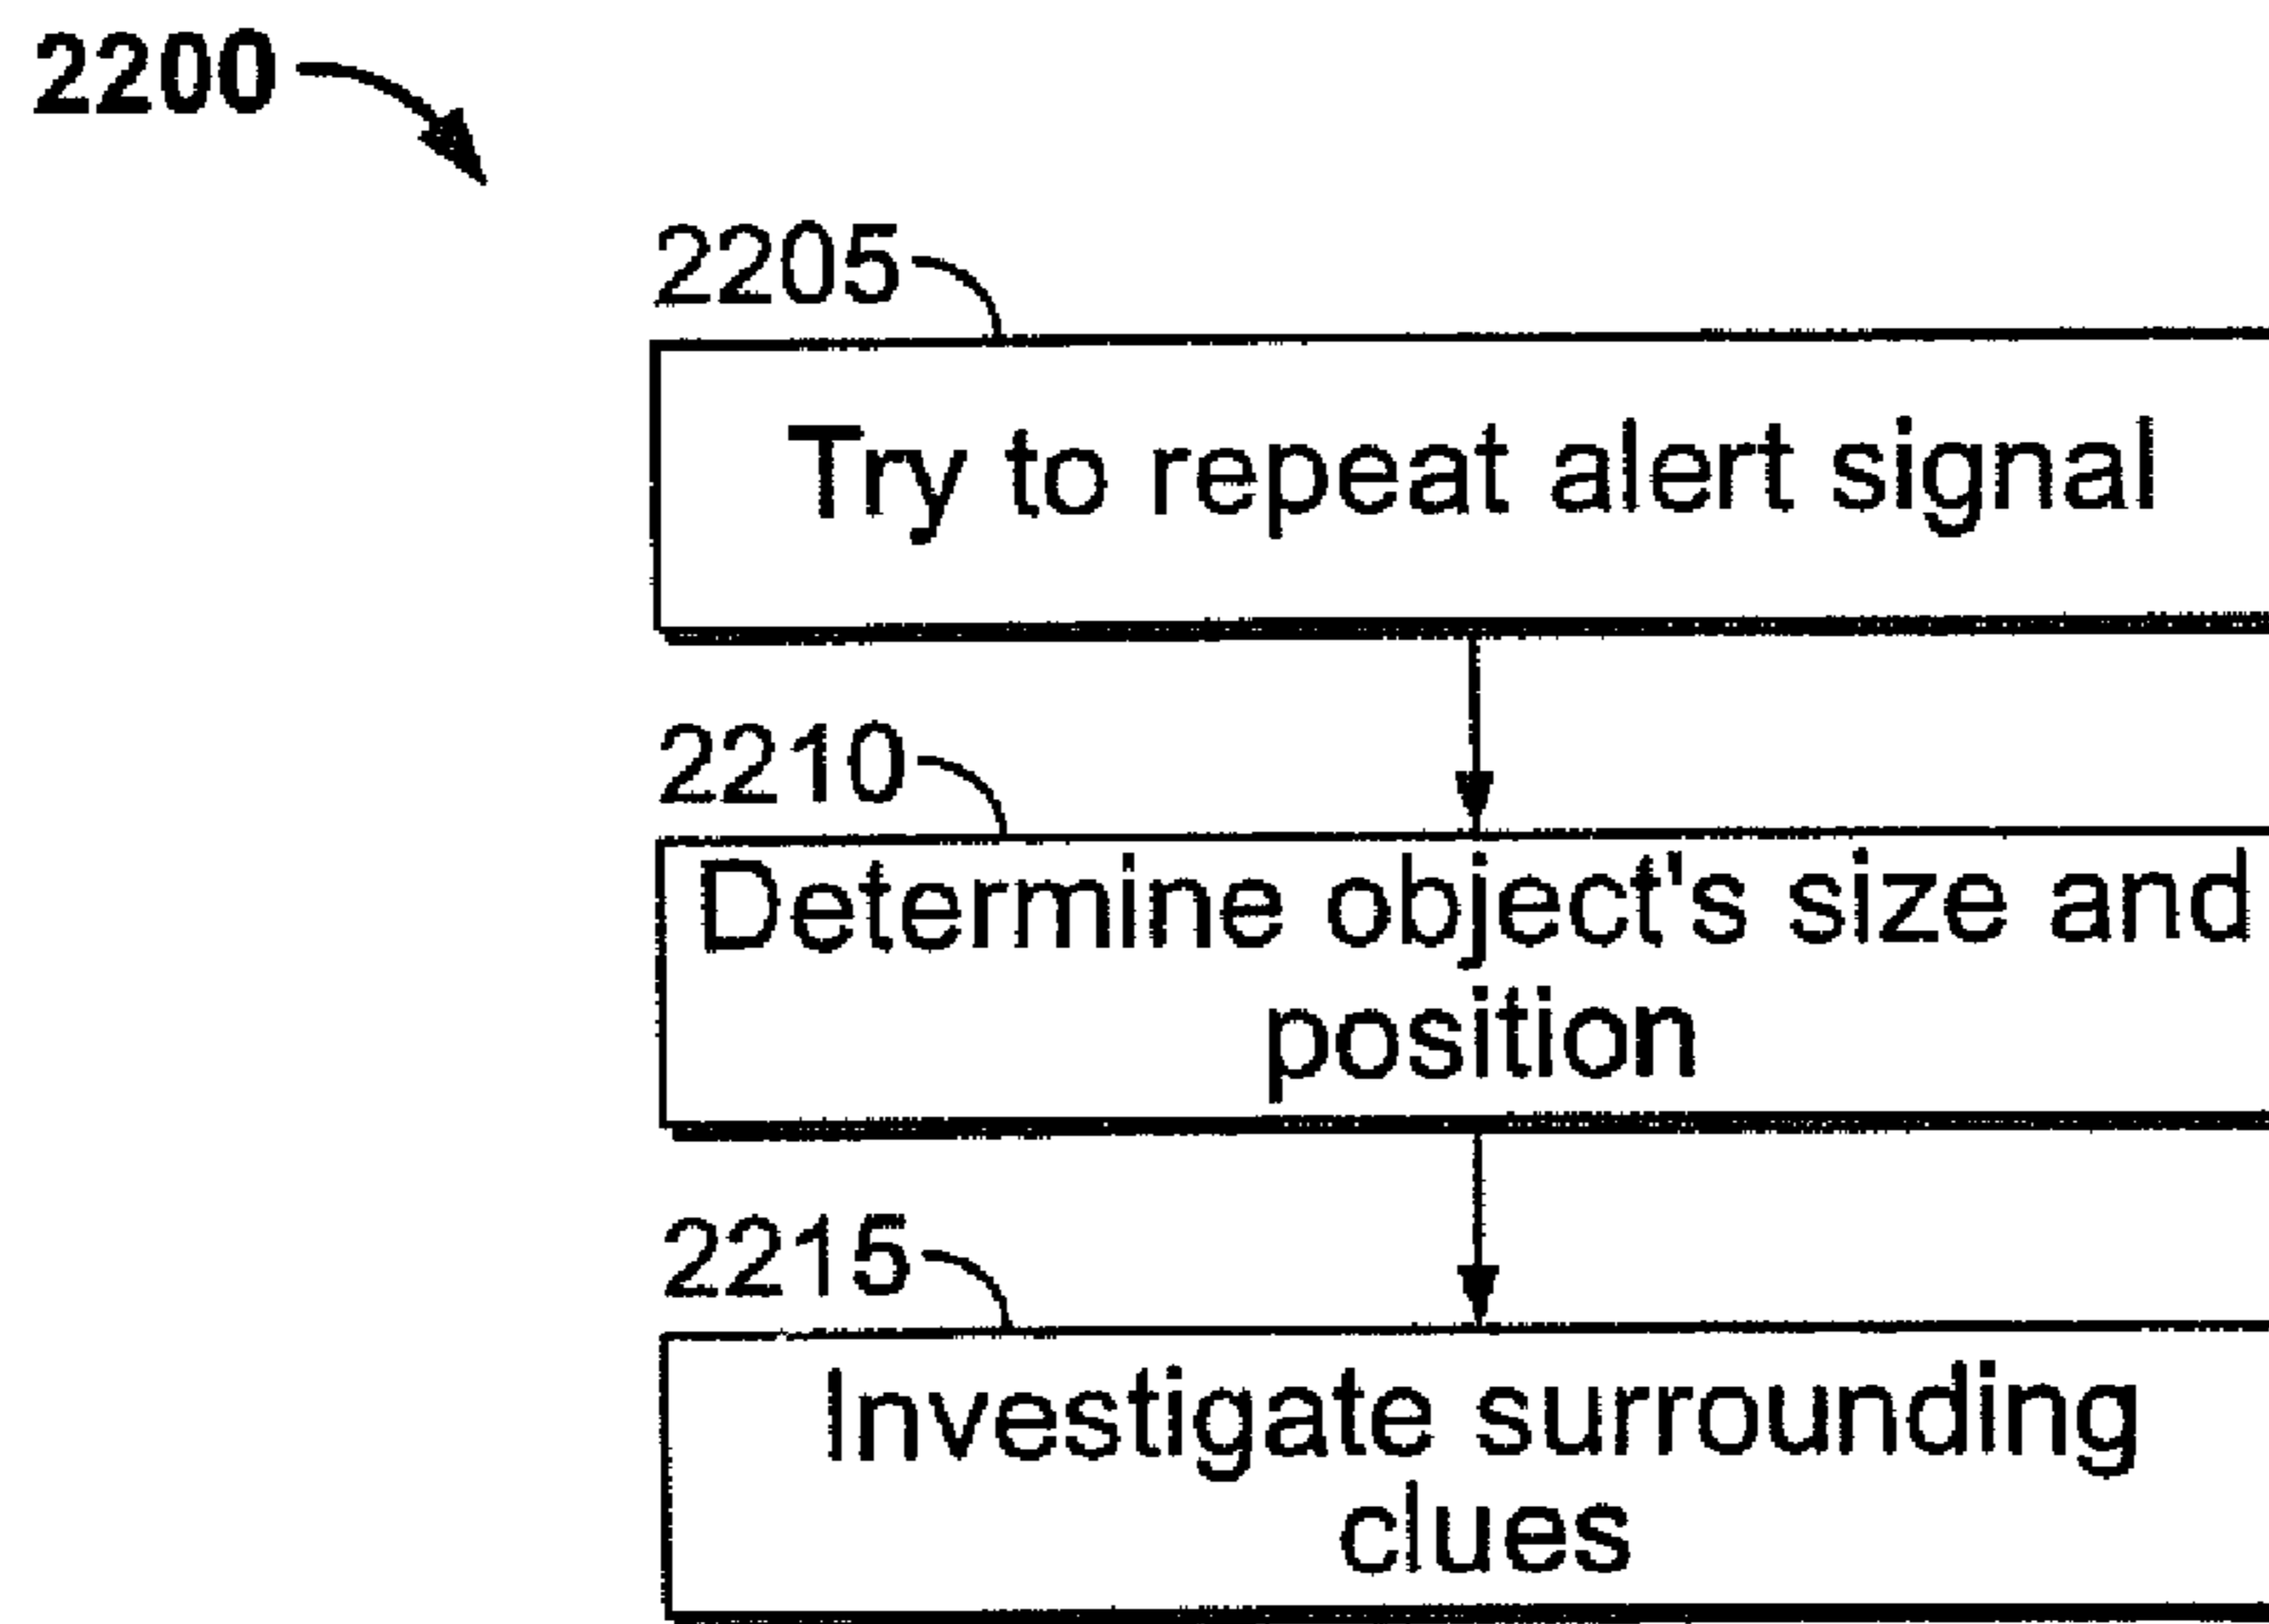 2200
2205
Try to repeat alert signal
2210
Determine object's size and
position
2215
Investigate surrounding
clues